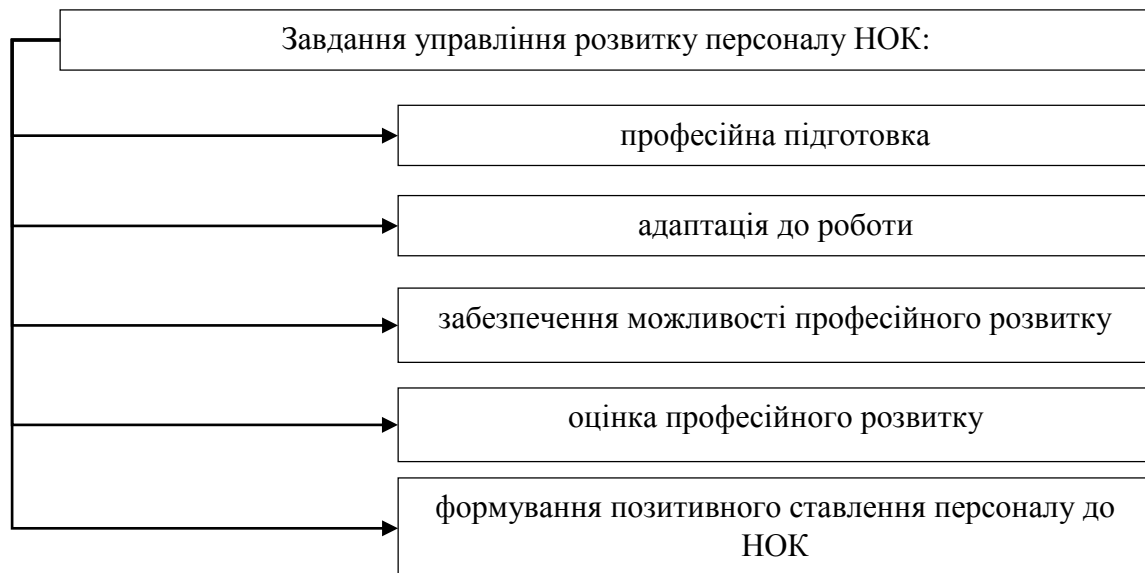 Завдання управління розвитку персоналу НОК:
професійна підготовка
адаптація до роботи
забезпечення можливості професійного розвитку
оцінка професійного розвитку
формування позитивного ставлення персоналу до
НОК